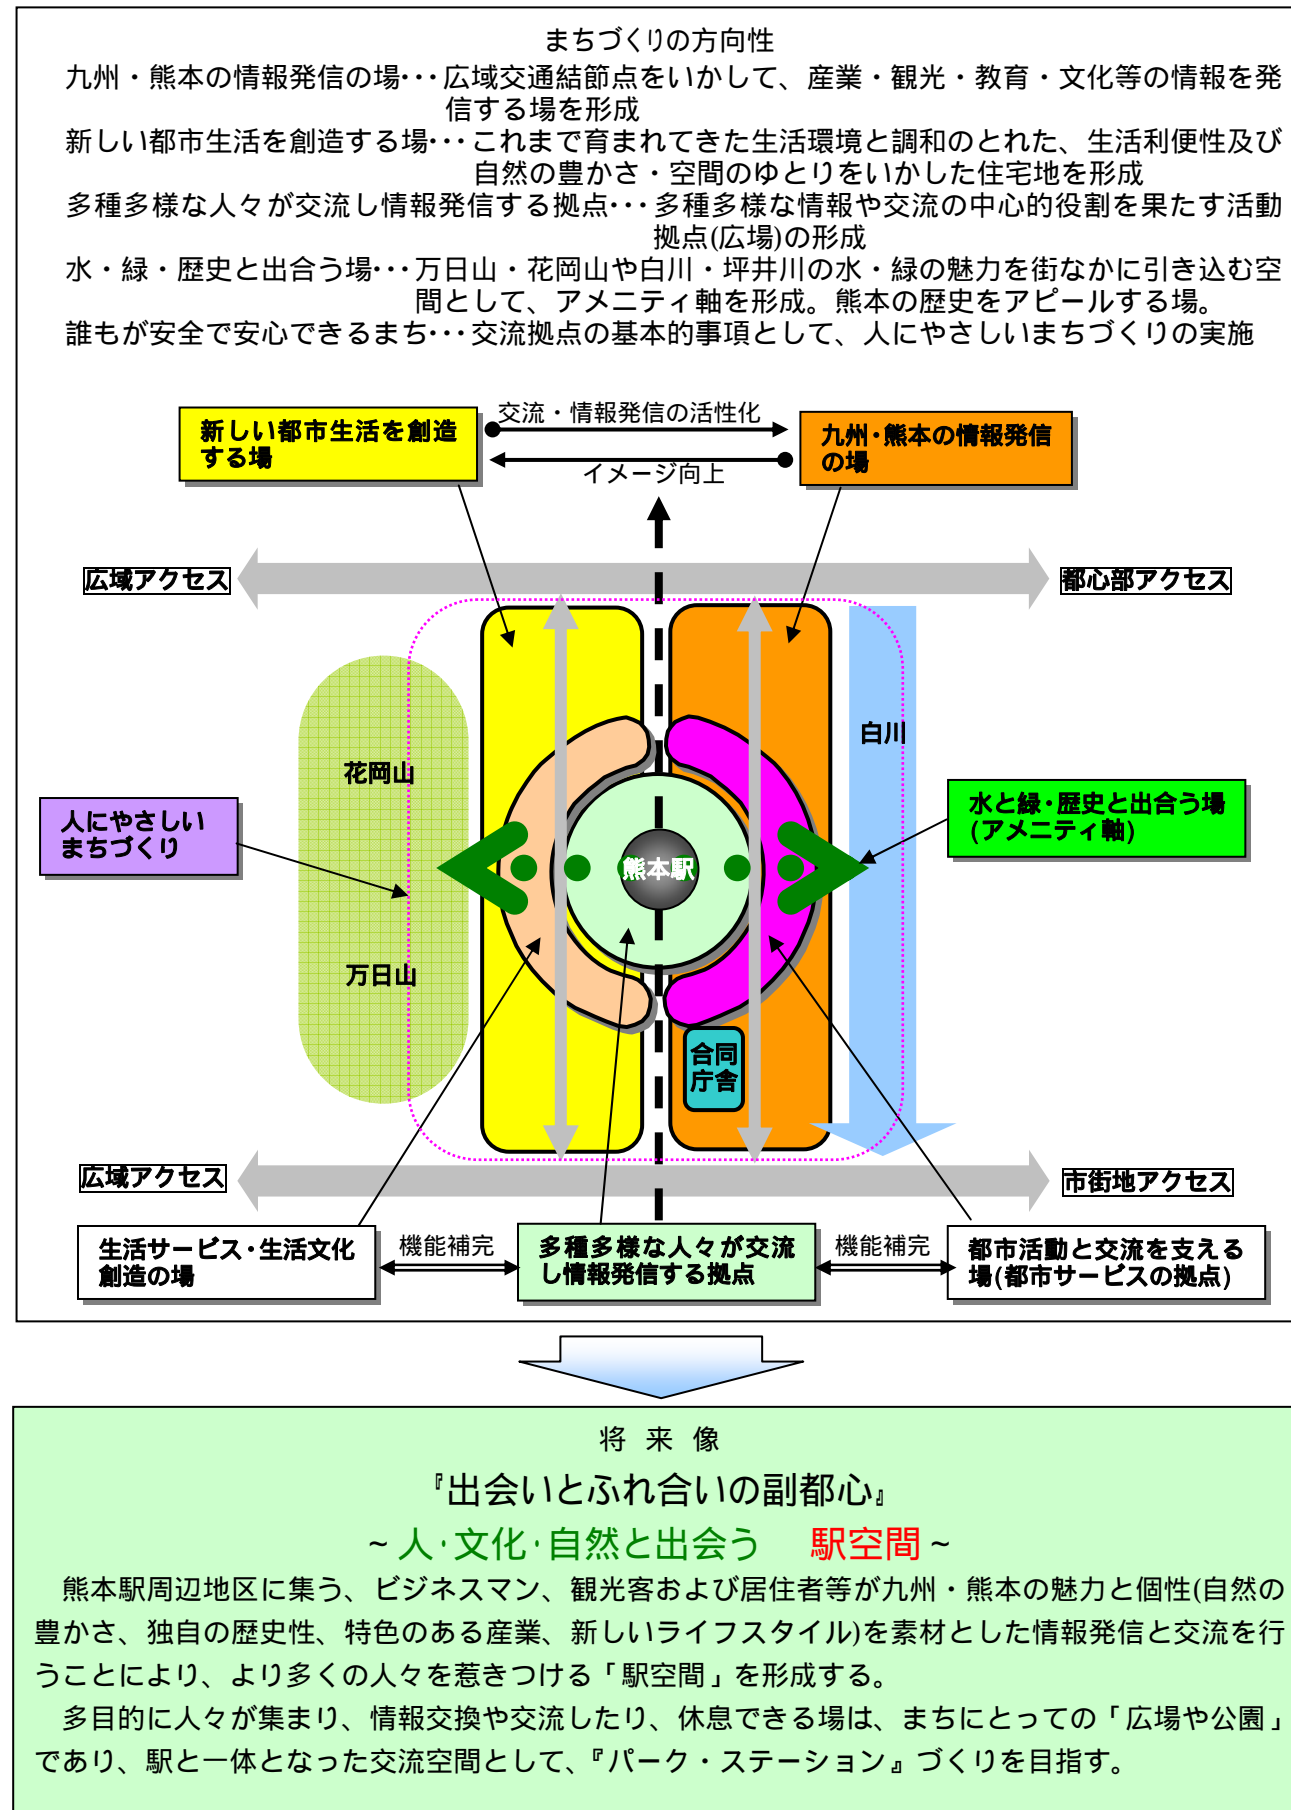 まちづくりの方向性
九州・熊本の情報発信の場･･･広域交通結節点をいかして、産業・観光・教育・文化等の情報を発
信する場を形成
新しい都市生活を創造する場･･･これまで育まれてきた生活環境と調和のとれた、生活利便性及び
自然の豊かさ・空間のゆとりをいかした住宅地を形成
多種多様な人々が交流し情報発信する拠点･･･多種多様な情報や交流の中心的役割を果たす活動
拠点(広場)の形成
水・緑・歴史と出合う場･･･万日山・花岡山や白川・坪井川の水・緑の魅力を街なかに引き込む空
間として、アメニティ軸を形成。熊本の歴史をアピールする場。
誰もが安全で安心できるまち･･･交流拠点の基本的事項として、人にやさしいまちづくりの実施
新しい都市生活を創造
する場
交流・情報発信の活性化
イメージ向上
九州･熊本の情報発信
の場
広域アクセス
都心部アクセス
花岡山
万日山
白川
人にやさしい
まちづくり
水と緑･歴史と出合う場
(アメニティ軸)
熊本駅
合同
庁舎
広域アクセス
市街地アクセス
生活サービス･生活文化
創造の場
機能補完
多種多様な人々が交流
し情報発信する拠点
機能補完
都市活動と交流を支える
場(都市サービスの拠点)
将 来 像
『出会いとふれ合いの副都心』
~ 人･文化･自然と出会う　駅空間 ~
熊本駅周辺地区に集う、ビジネスマン、観光客および居住者等が九州・熊本の魅力と個性(自然の
豊かさ、独自の歴史性、特色のある産業、新しいライフスタイル)を素材とした情報発信と交流を行
うことにより、より多くの人々を惹きつける「駅空間」を形成する。
多目的に人々が集まり、情報交換や交流したり、休息できる場は、まちにとっての「広場や公園」
であり、駅と一体となった交流空間として、『パーク・ステーション』づくりを目指す。